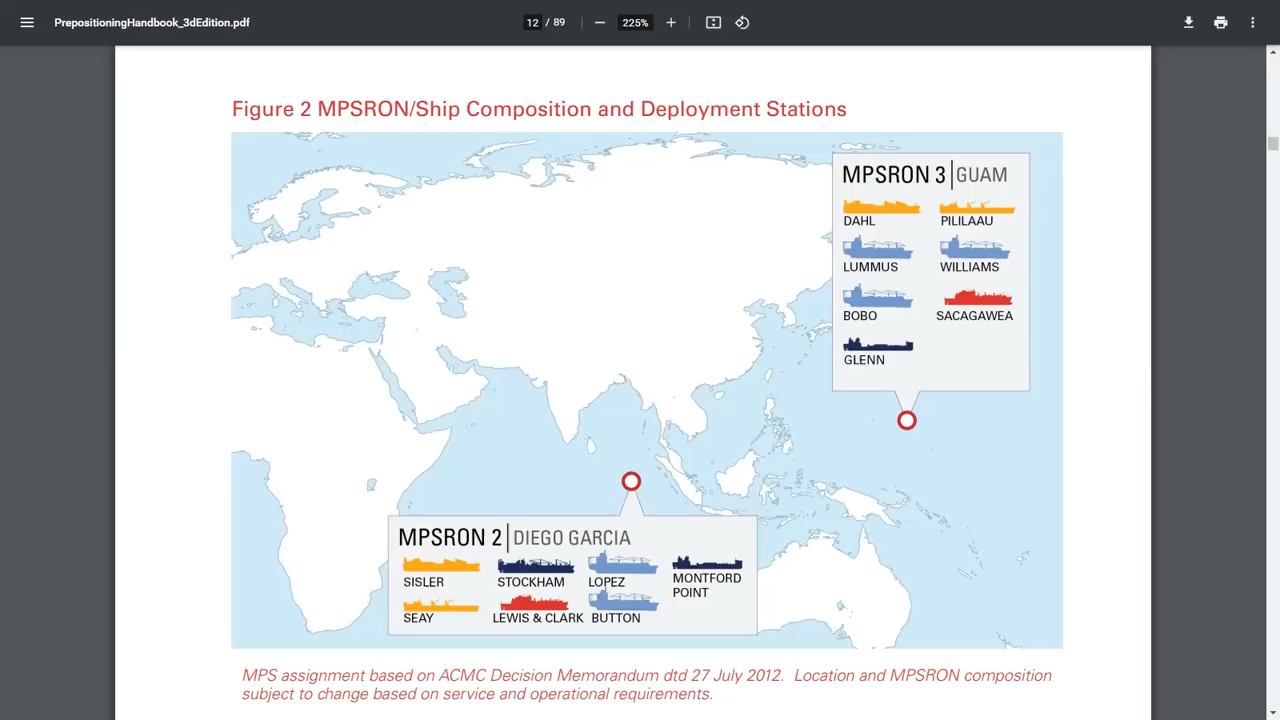 PrepositioningHandbook_3dEdition.pdf
12 / 89
225%
Figure 2 MPSRON/Ship Composition and Deployment Stations
MPSRON 3 | GUAM
DAHL PILILAAU
LUMMUS WILLIAMS
BOBO SACAGAWEA
GLENN
MPSRON 2 | DIEGO GARCIA
SISLER STOCKHAM LOPEZ MONTFORD
POINT
SEAY LEWIS & CLARK BUTTON
MPS assignment based on ACMC Decision Memorandum dtd 27 July 2012. Location and MPSRON composition
subject to change based on service and operational requirements.